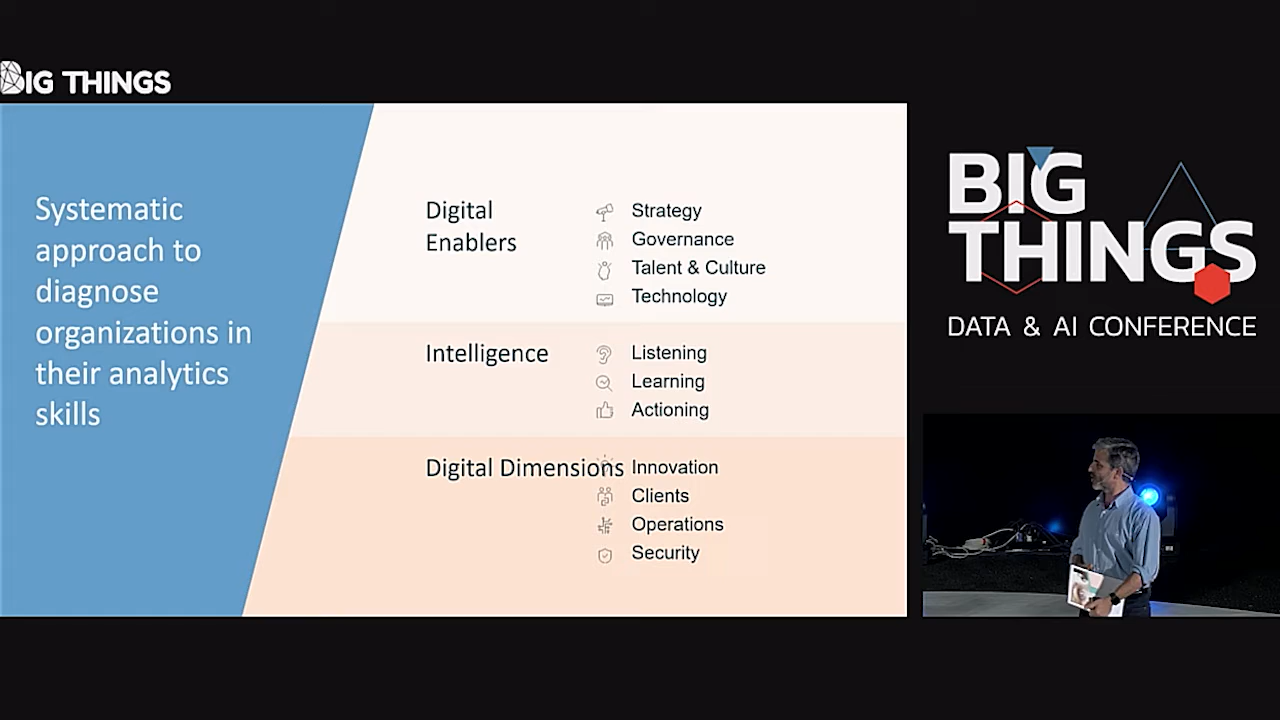 BIG THINGS
Systematic
approach to
diagnose
organizations in
their analytics
skills
Digital
Enablers
Strategy
Governance
Talent & Culture
Technology
Intelligence
Listening
Learning
Actioning
Digital Dimensions
Innovation
Clients
Operations
Security
BIG
THINGS
DATA & AI CONFERENCE